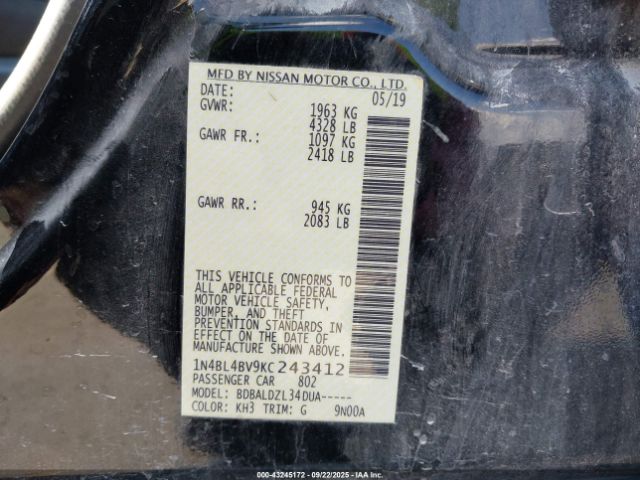 MFD BY NISSAN MOTOR CO., LTD.
DATE: 05/19
GVWR: 1963 KG
4328 LB
GAWR FR.: 1097 KG
2418 LB
GAWR RR.: 945 KG
2083 LB
THIS VEHICLE CONFORMS TO
ALL APPLICABLE FEDERAL
MOTOR VEHICLE SAFETY,
BUMPER, AND THEFT
PREVENTION STANDARDS IN
EFFECT ON THE DATE OF
MANUFACTURE SHOWN ABOVE.
1N4BL4BV9KC243412
PASSENGER CAR 802
MODEL: BDBALDZL34DUA-----
COLOR: KH3 TRIM: G 9N00A
000-43245172 - 09/22/2025 - IAA Inc.